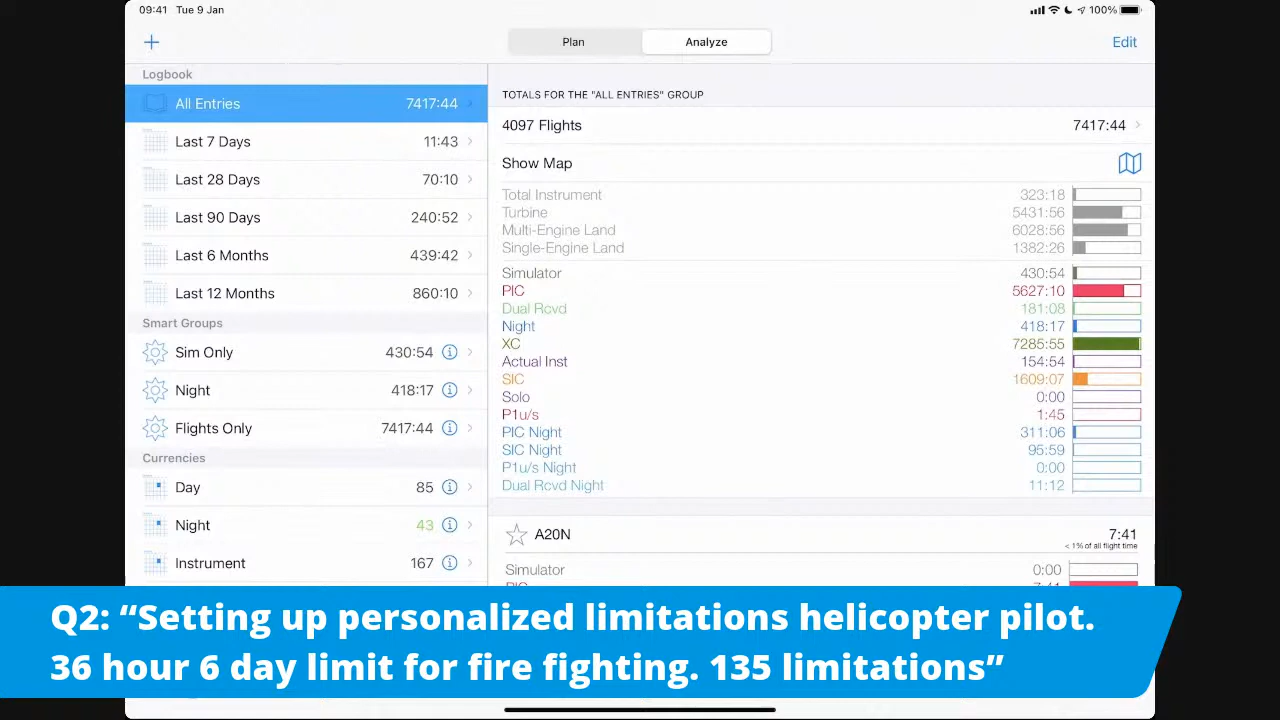 09:41 Tue 9 Jan
100%
Plan
Analyze
Edit
Logbook
All Entries 7417:44
Last 7 Days 11:43
Last 28 Days 70:10
Last 90 Days 240:52
Last 6 Months 439:42
Last 12 Months 860:10
Smart Groups
Sim Only 430:54
Night 418:17
Flights Only 7417:44
Currencies
Day 85
Night 43
Instrument 167
TOTALS FOR THE "ALL ENTRIES" GROUP
4097 Flights 7417:44
Show Map
Total Instrument 323:18
Turbine 5431:56
Multi-Engine Land 6028:56
Single-Engine Land 1382:26
Simulator 430:54
PIC 5627:10
Dual Rcvd 181:08
Night 418:17
XC 7285:55
Actual Inst 154:54
SIC 1609:07
Solo 0:00
P1u/s 1:45
PIC Night 311:06
SIC Night 95:59
P1u/s Night 0:00
Dual Rcvd Night 11:12
A20N 7:41
< 1% of all flight time
Simulator 0:00
Q2: “Setting up personalized limitations helicopter pilot.
36 hour 6 day limit for fire fighting. 135 limitations”